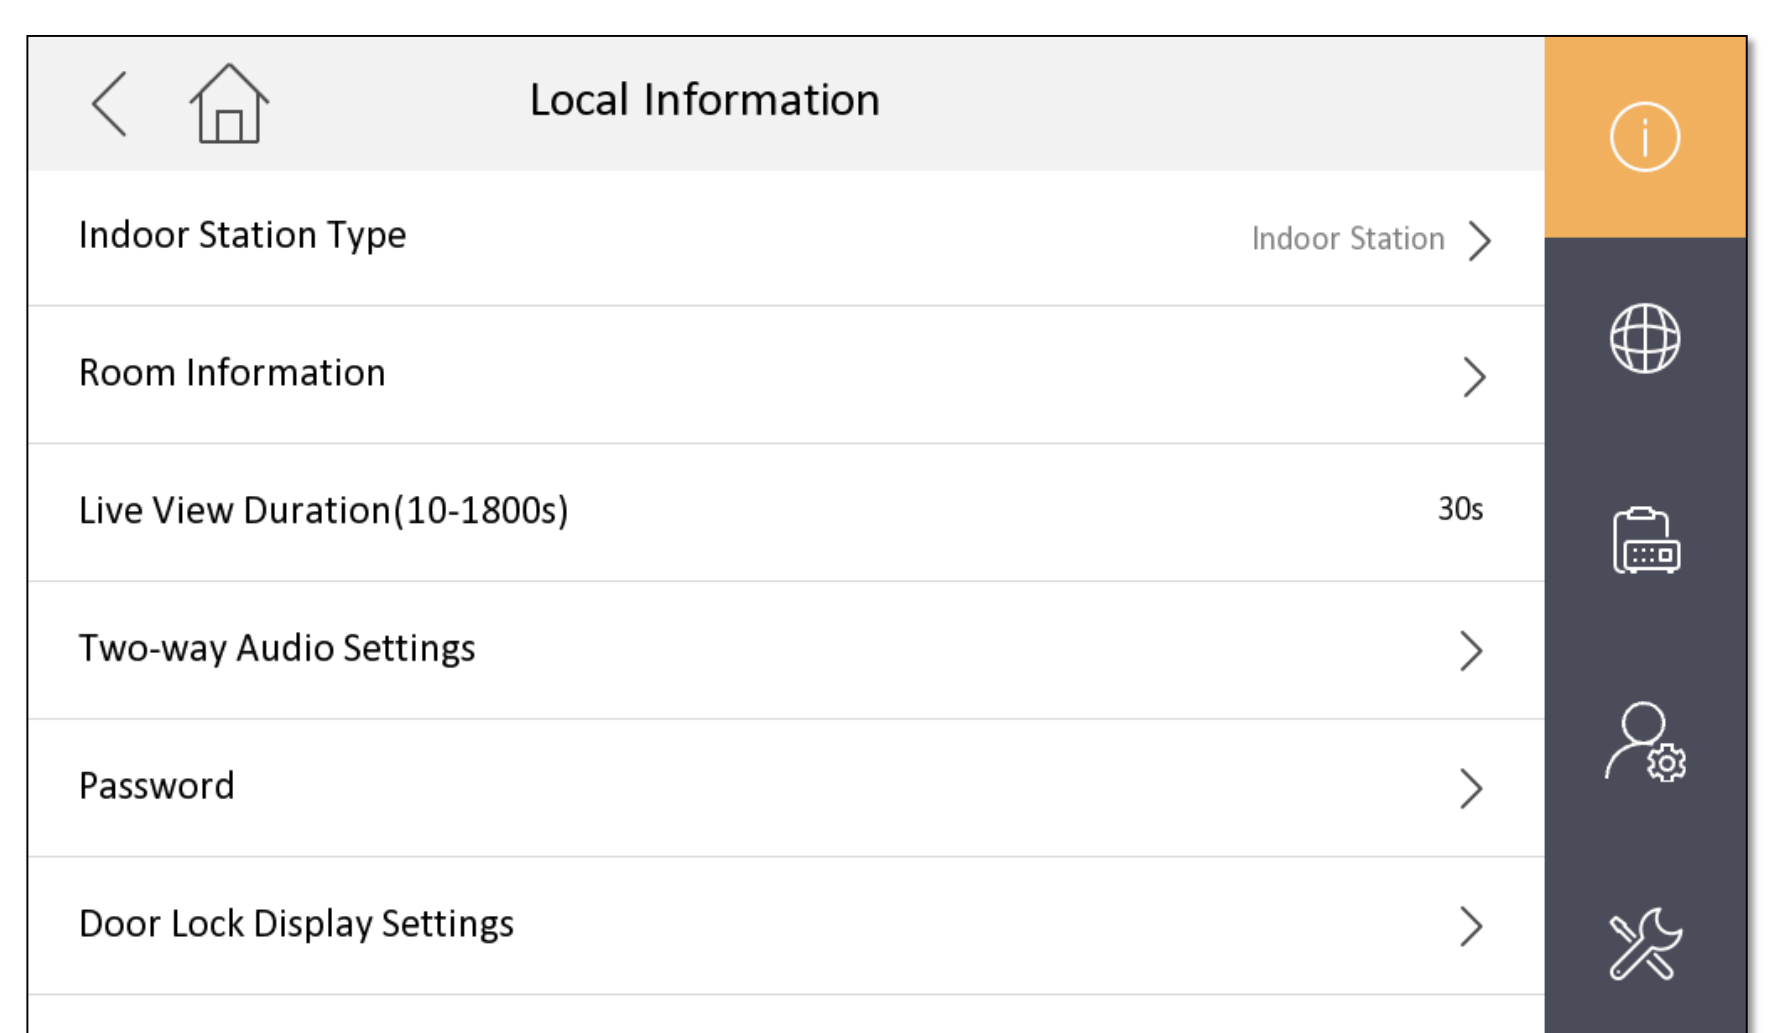 Local Information
Indoor Station Type
Indoor Station
Room Information
Live View Duration(10-1800s)
30s
Two-way Audio Settings
Password
Door Lock Display Settings